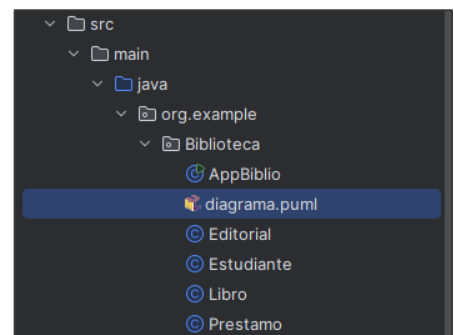 src
main
java
org.example
Biblioteca
AppBiblio
diagrama.puml
Editorial
Estudiante
Libro
Prestamo